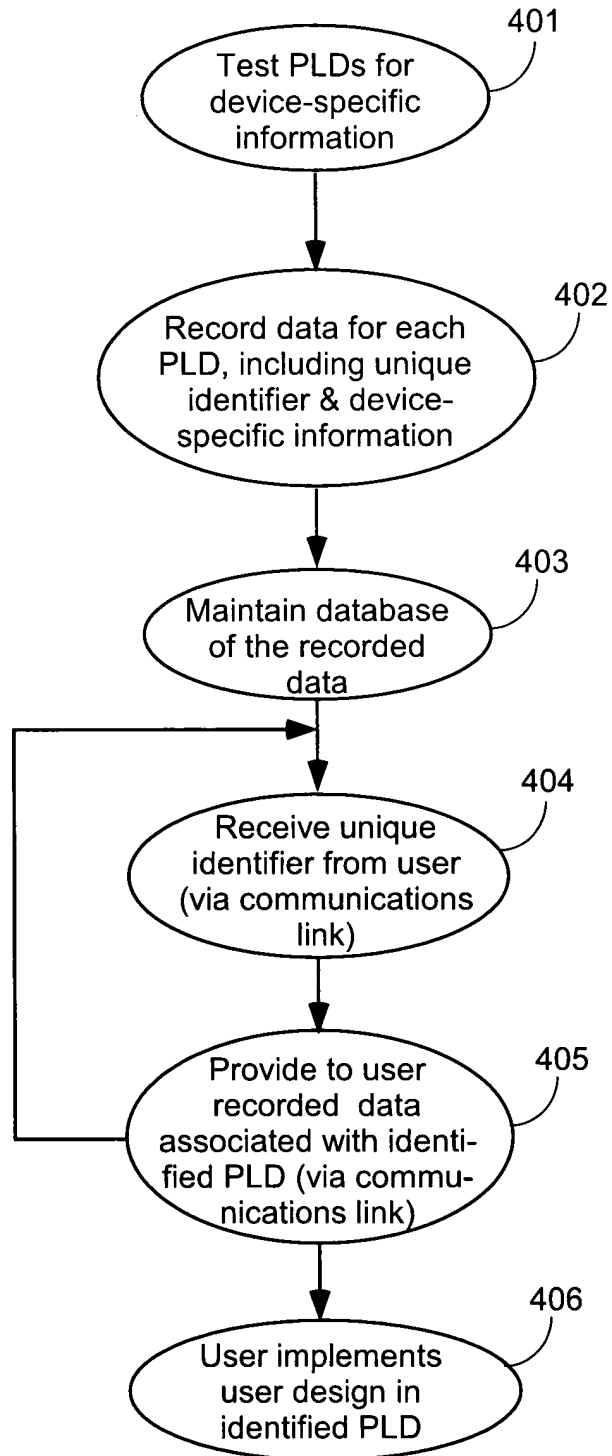 401
Test PLDs for
device-specific
information
402
Record data for each
PLD, including unique
identifier & device-
specific information
403
Maintain database
of the recorded
data
404
Receive unique
identifier from user
(via communications
link)
405
Provide to user
recorded data
associated with identi-
fied PLD (via commu-
nications link)
406
User implements
user design in
identified PLD